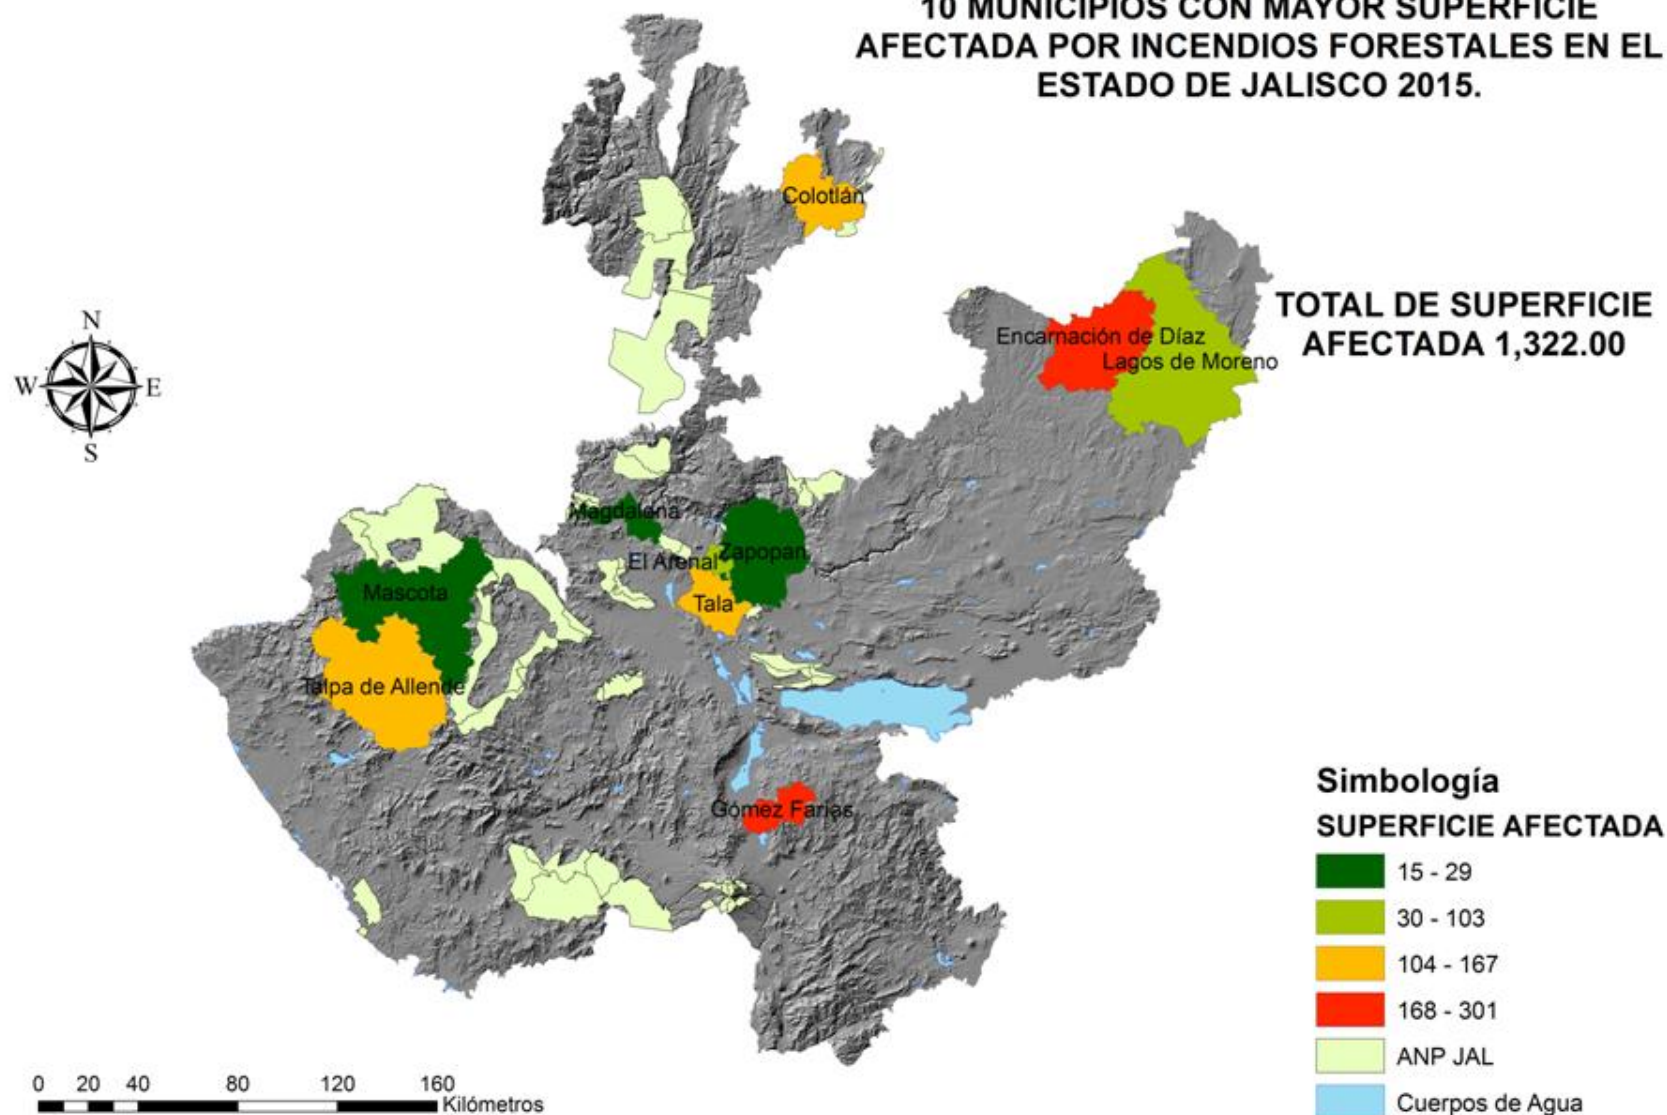 10 MUNICIPIOS CON MAYOR SUPERFICIE
AFECTADA POR INCENDIOS FORESTALES EN EL
ESTADO DE JALISCO 2015.
Colotlán
TOTAL DE SUPERFICIE
AFECTADA 1,322.00
Encarnación de Díaz
Lagos de Moreno
N
W E
S
Magdalena
El Arenal
Zapopan
Mascota
Tala
Talpa de Allende
Gómez Farías
Simbología
SUPERFICIE AFECTADA
15 - 29
30 - 103
104 - 167
168 - 301
ANP JAL
Cuerpos de Agua
0 20 40 80 120 160
Kilómetros